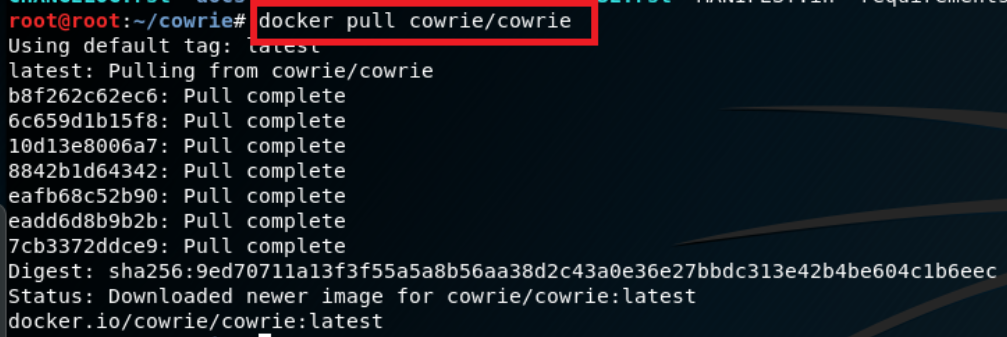 root@root:~/cowrie# docker pull cowrie/cowrie
Using default tag: latest
latest: Pulling from cowrie/cowrie
b8f262c62ec6: Pull complete
6c659d1b15f8: Pull complete
10d13e8006a7: Pull complete
8842b1d64342: Pull complete
eafb68c52b90: Pull complete
eadd6d8b9b2b: Pull complete
7cb3372ddce9: Pull complete
Digest: sha256:9ed70711a13f3f55a5a8b56aa38d2c43a0e36e27bbdc313e42b4be604c1b6eec
Status: Downloaded newer image for cowrie/cowrie:latest
docker.io/cowrie/cowrie:latest